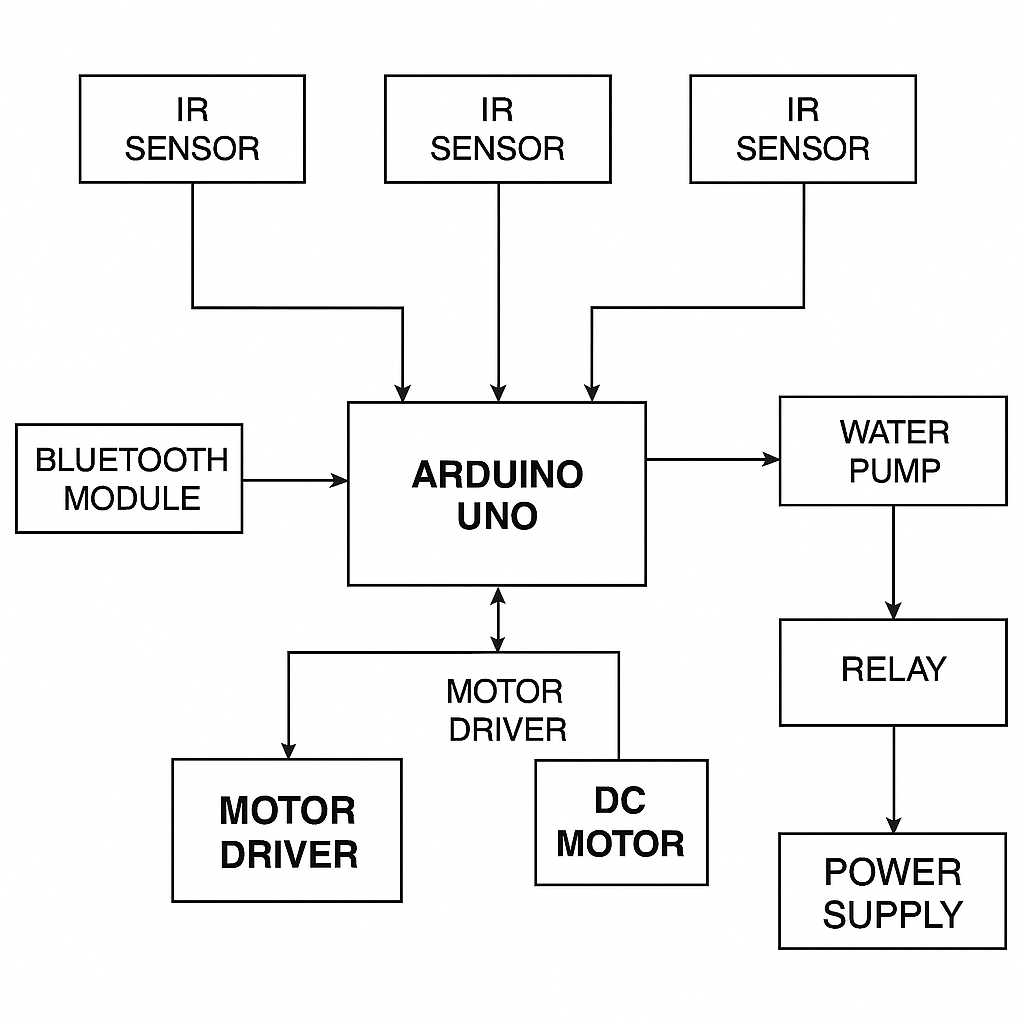 IR
SENSOR
IR
SENSOR
IR
SENSOR
BLUETOOTH
MODULE
ARDUINO
UNO
WATER
PUMP
RELAY
MOTOR
DRIVER
MOTOR
DRIVER
DC
MOTOR
POWER
SUPPLY